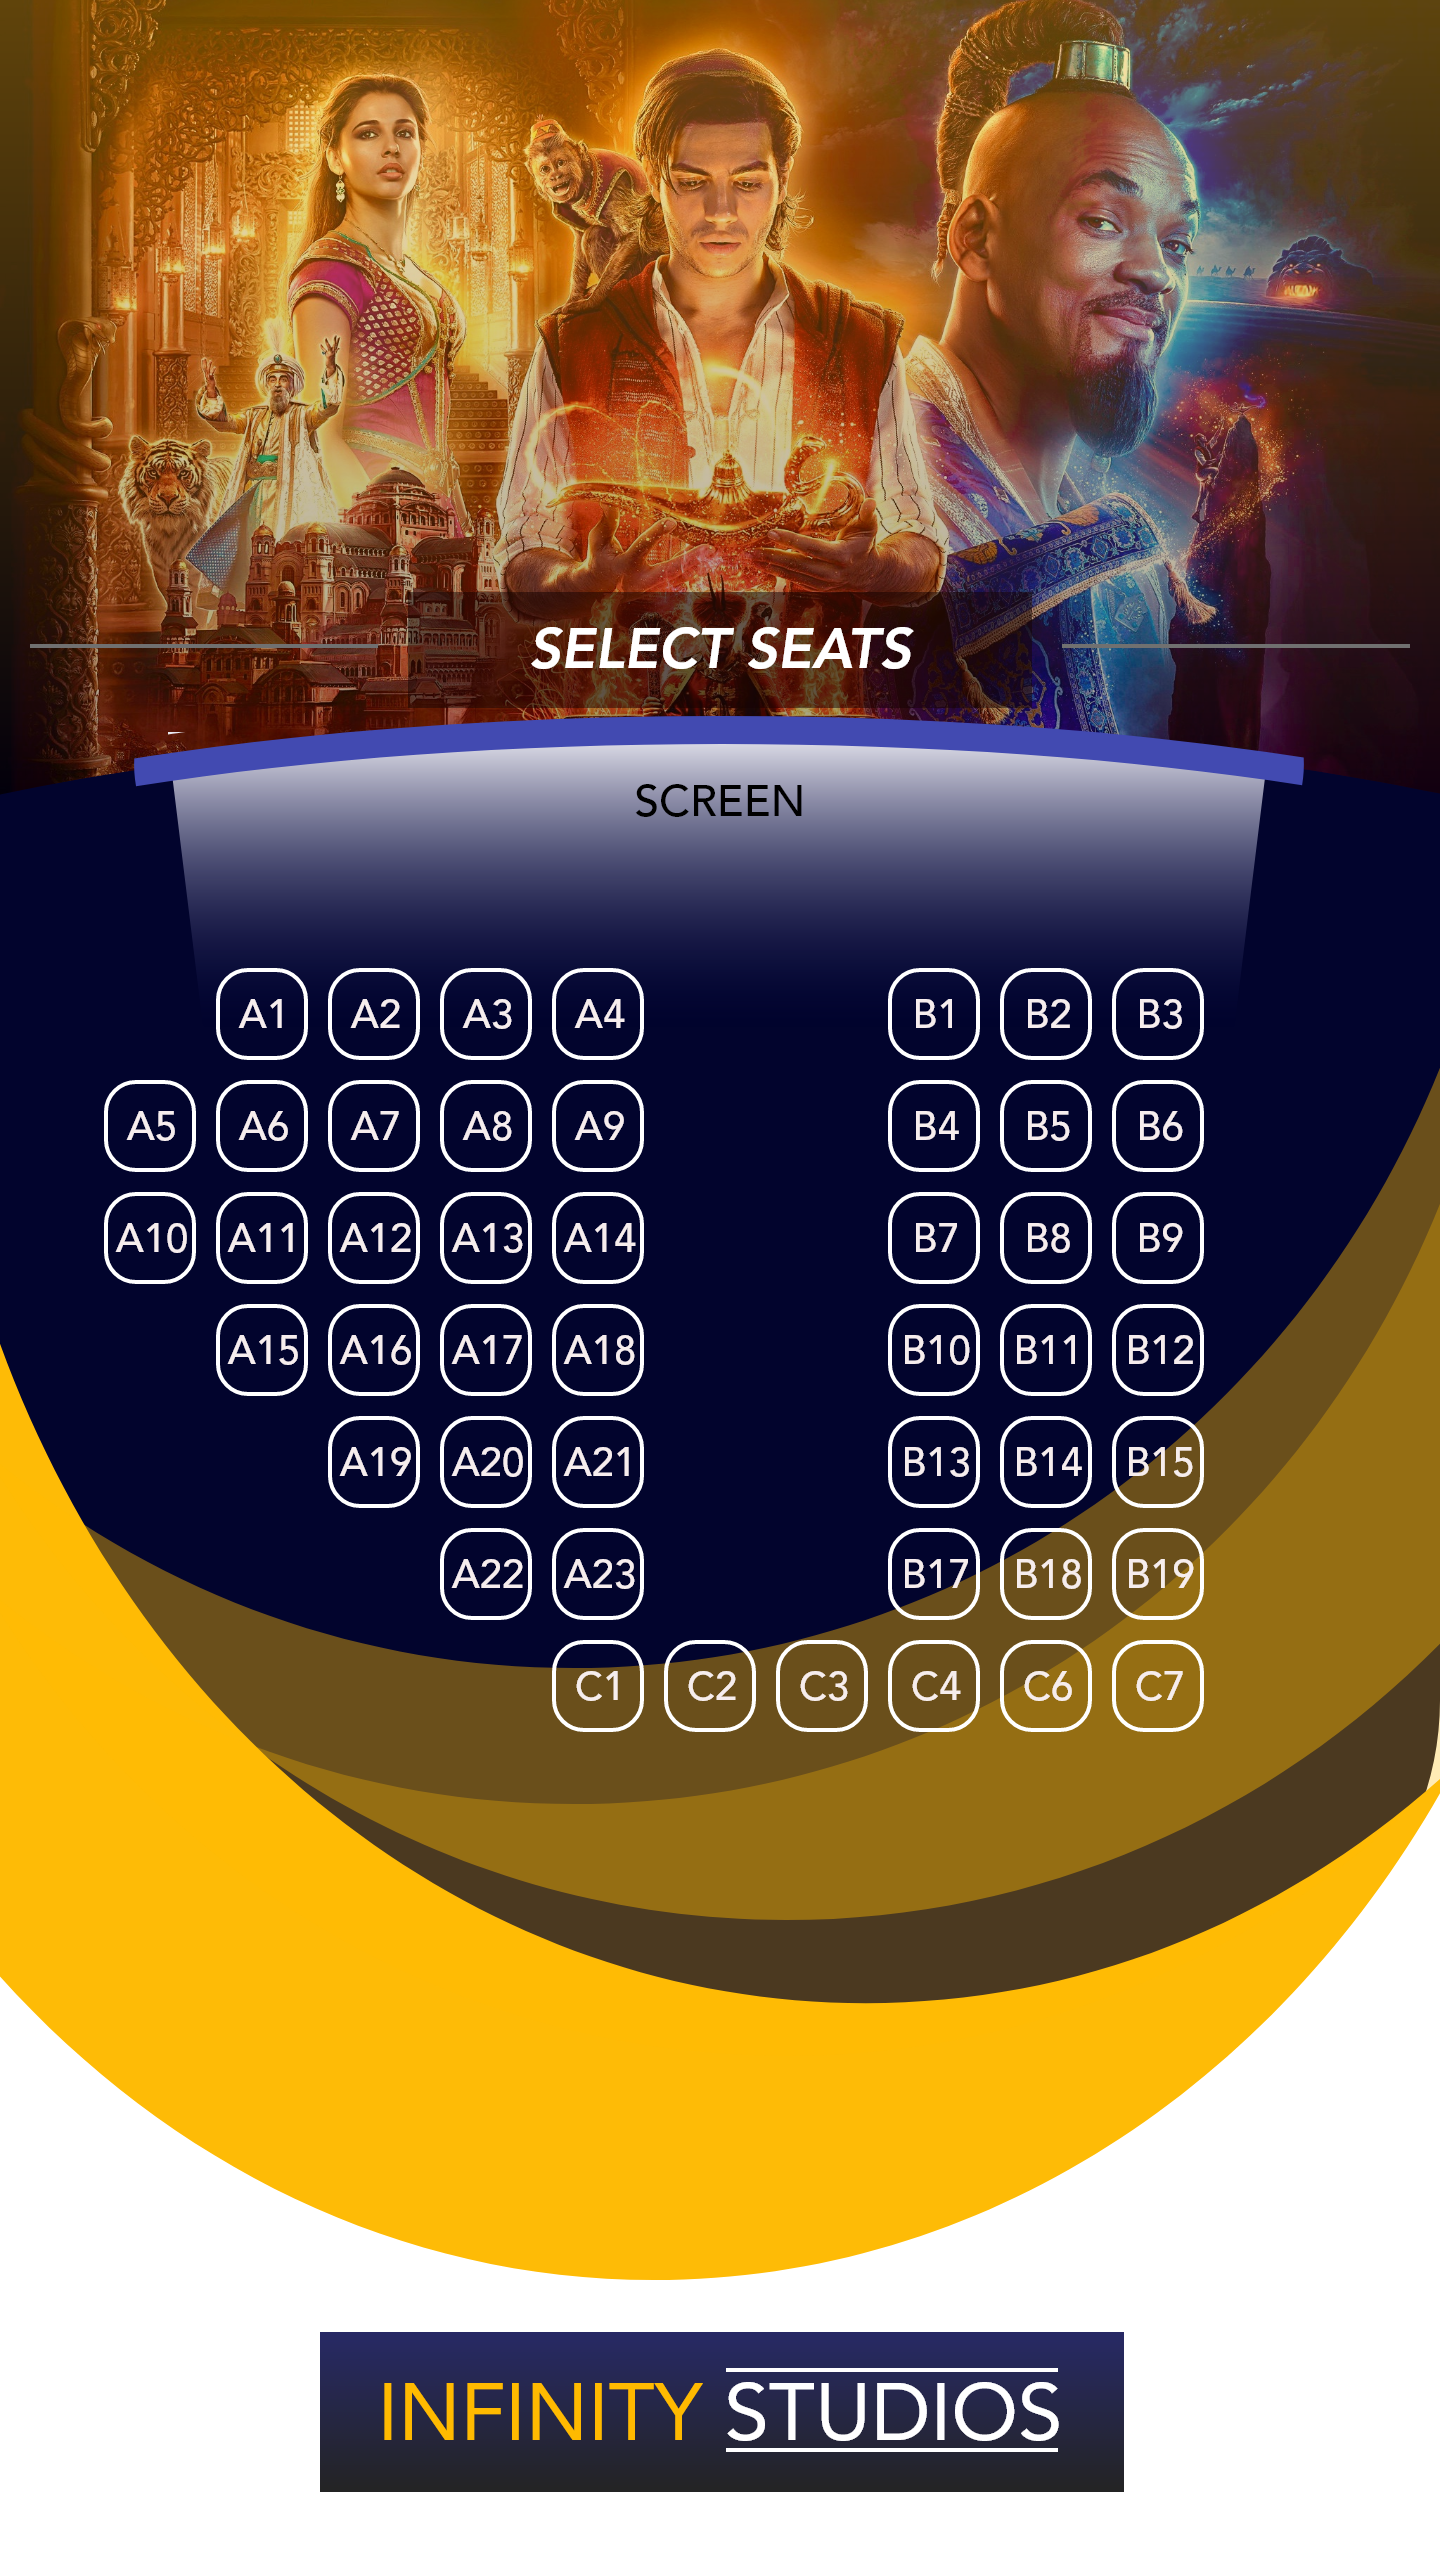 SELECT SEATS
SCREEN
A1 A2 A3 A4 B1 B2 B3
A5 A6 A7 A8 A9 B4 B5 B6
A10 A11 A12 A13 A14 B7 B8 B9
A15 A16 A17 A18 B10 B11 B12
A19 A20 A21 B13 B14 B15
A22 A23 B17 B18 B19
C1 C2 C3 C4 C6 C7
INFINITY STUDIOS